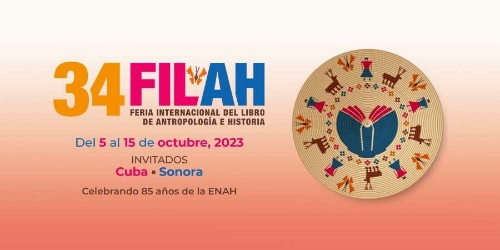 34 FILAH
FERIA INTERNACIONAL DEL LIBRO
DE ANTROPOLOGÍA E HISTORIA
Del 5 al 15 de octubre, 2023
INVITADOS
Cuba ▪ Sonora
Celebrando 85 años de la ENAH